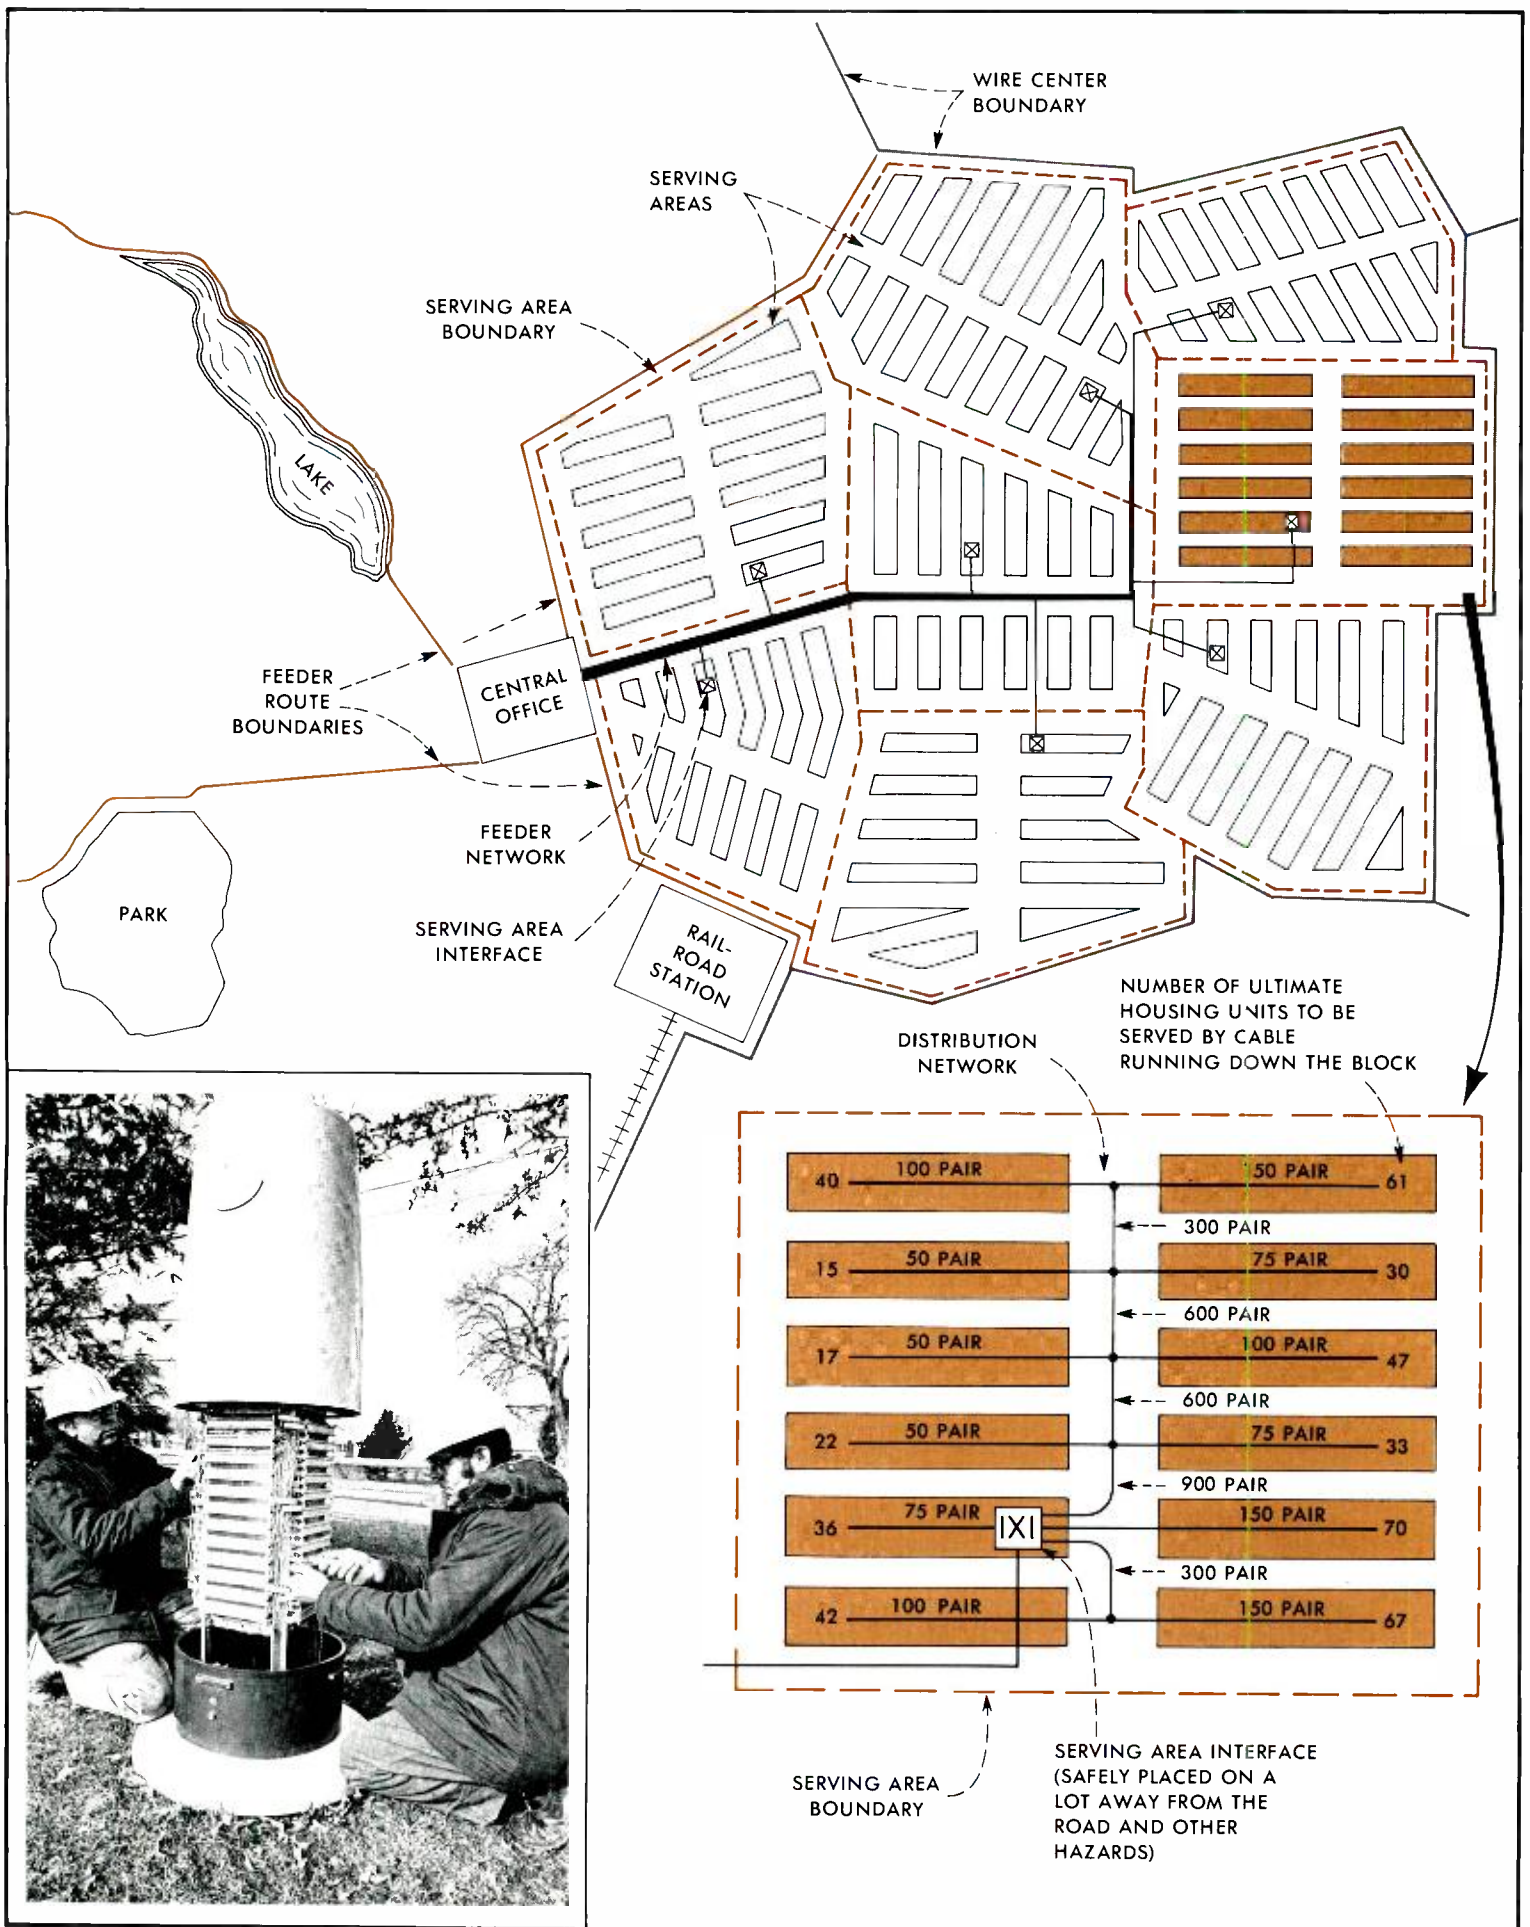 WIRE CENTER
BOUNDARY
SERVING
AREAS
SERVING AREA
BOUNDARY
LAKE
CENTRAL
OFFICE
FEEDER
ROUTE
BOUNDARIES
FEEDER
NETWORK
PARK
SERVING AREA
INTERFACE
RAIL-
ROAD
STATION
NUMBER OF ULTIMATE
HOUSING UNITS TO BE
SERVED BY CABLE
RUNNING DOWN THE BLOCK
DISTRIBUTION
NETWORK
40 100 PAIR 50 PAIR 61
300 PAIR
15 50 PAIR 75 PAIR 30
600 PAIR
17 50 PAIR 100 PAIR 47
600 PAIR
22 50 PAIR 75 PAIR 33
900 PAIR
36 75 PAIR 150 PAIR 70
300 PAIR
42 100 PAIR 150 PAIR 67
SERVING AREA
BOUNDARY
SERVING AREA INTERFACE
(SAFELY PLACED ON A
LOT AWAY FROM THE
ROAD AND OTHER
HAZARDS)